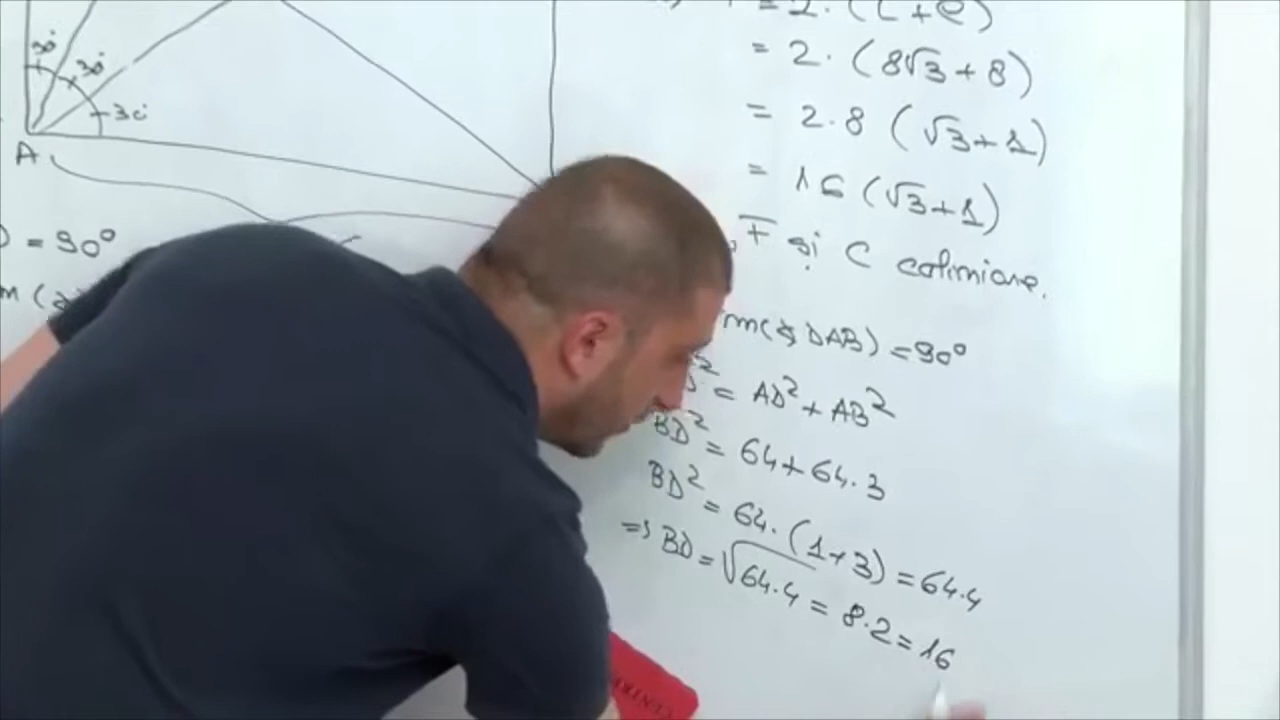 = 2 · (L + e)
= 2 · (8√3 + 8)
= 2 · 8 (√3 + 1)
= 16 (√3 + 1)
30°
30°
30°
A
= 90°
F și C coliniare.
m(∢ DAB) = 90°
² = AD² + AB²
BD² = 64 + 64 · 3
BD² = 64 · (1 + 3) = 64 · 4
=> BD = √64 · 4 = 8 · 2 = 16